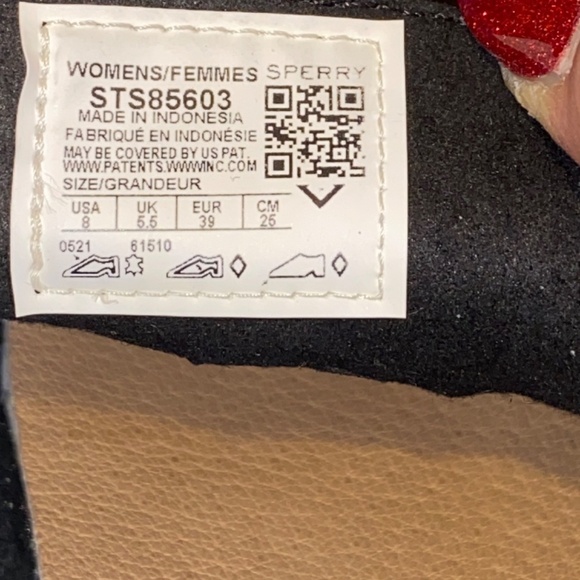 WOMENS/FEMMES SPERRY
STS85603
MADE IN INDONESIA
FABRIQUÉ EN INDONÉSIE
MAY BE COVERED BY US PAT.
WWW.PATENTS.WWWINC.COM
SIZE/GRANDEUR
USA UK EUR CM
8 5.5 39 25
0521 61510